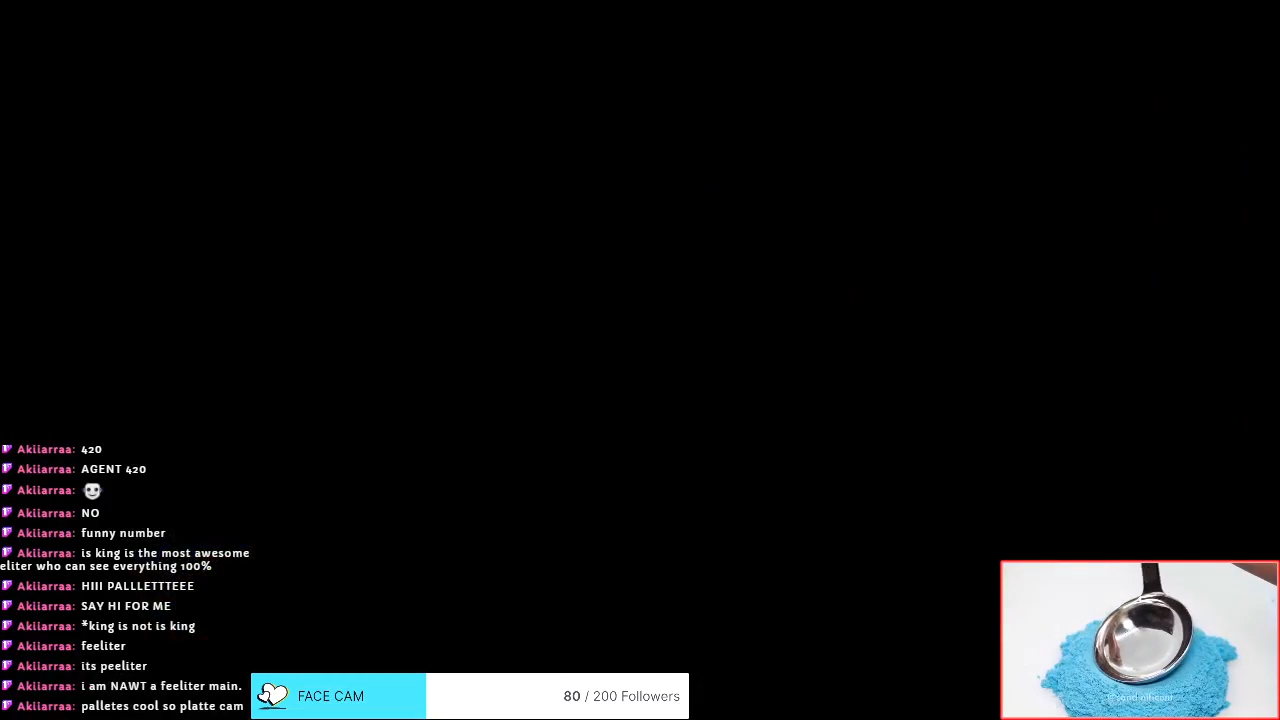 Akiiarraa: 420
Akiiarraa: AGENT 420
Akiiarraa:
Akiiarraa: NO
Akiiarraa: funny number
Akiiarraa: is king is the most awesome
eliter who can see everything 100%
Akiiarraa: HIII PALLLETTTEEE
Akiiarraa: SAY HI FOR ME
Akiiarraa: *king is not is king
Akiiarraa: feeliter
Akiiarraa: its peeliter
Akiiarraa: i am NAWT a feeliter main.
Akiiarraa: palletes cool so platte cam
FACE CAM
80 / 200 Followers